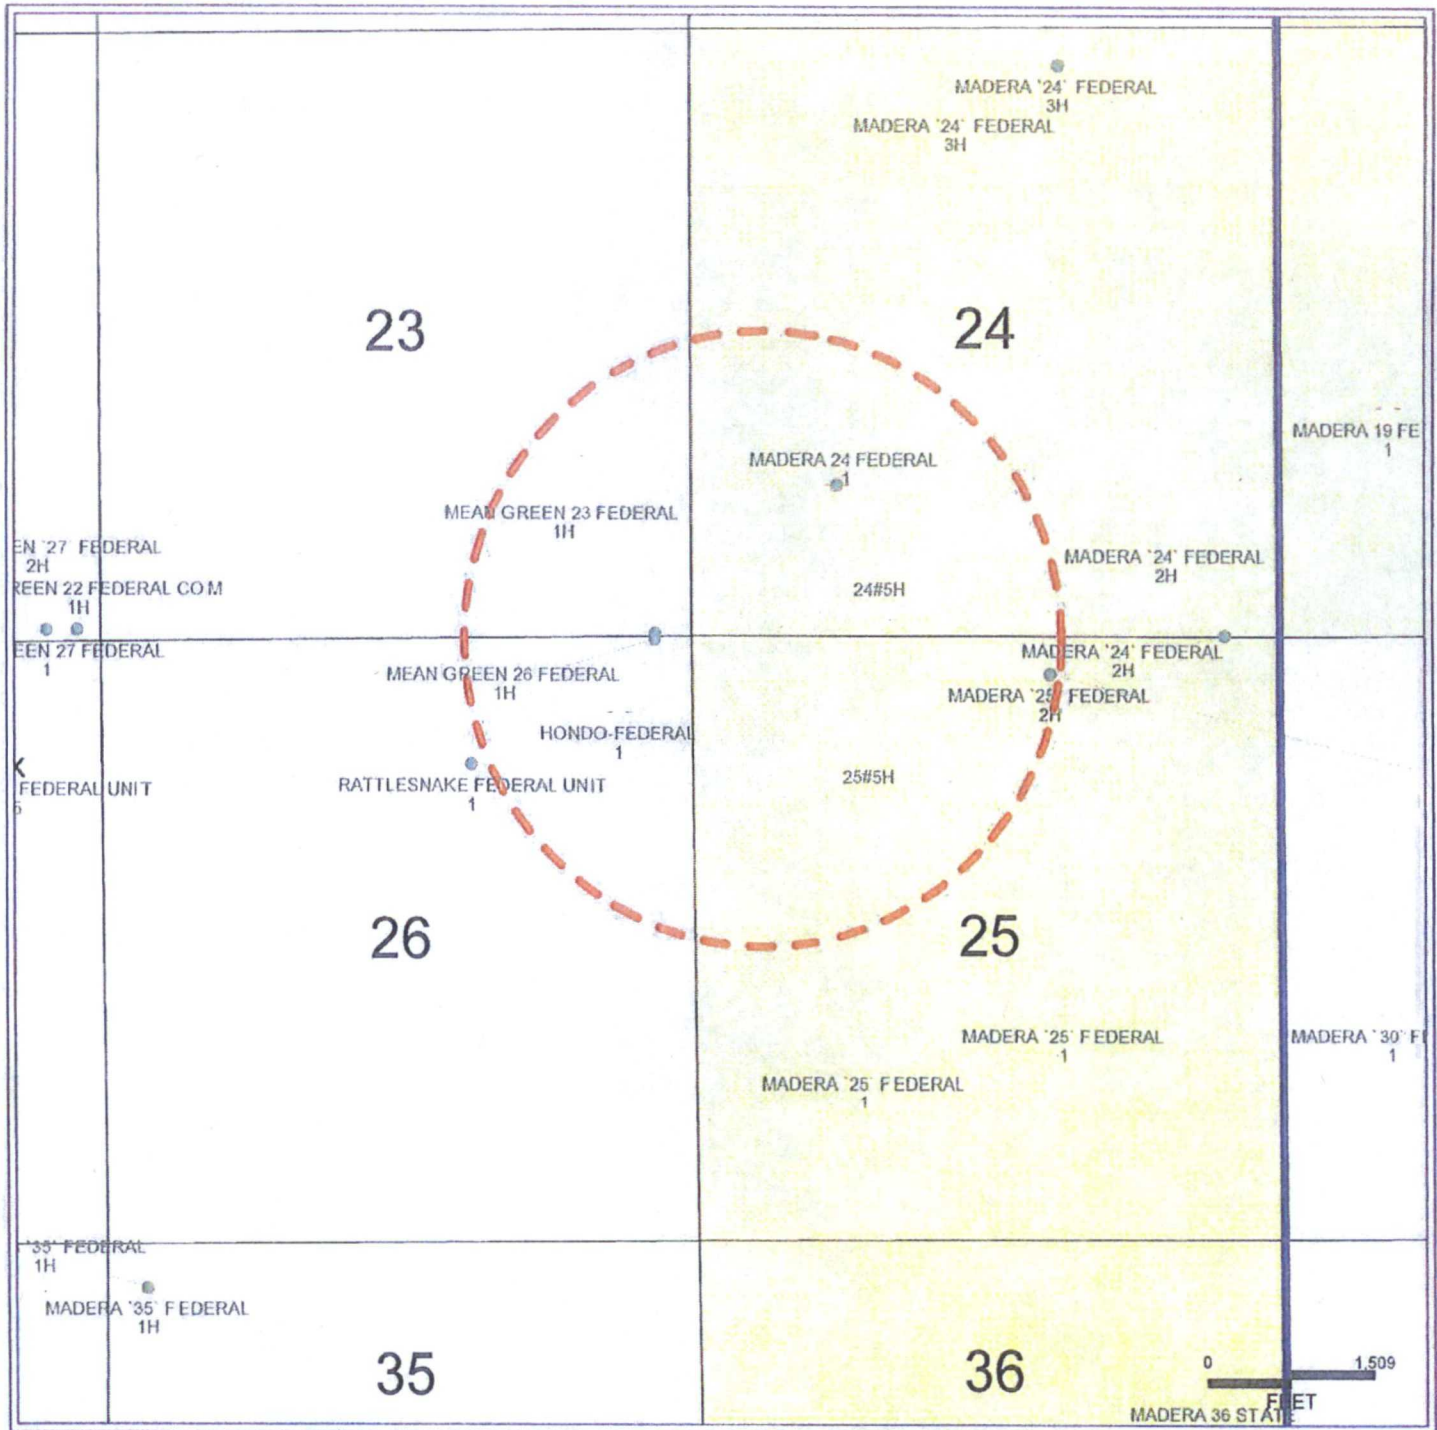 MADERA '24' FEDERAL
3H
MADERA '24' FEDERAL
3H
23
24
MADERA 19 FE
1
MADERA 24 FEDERAL
1
MEAN GREEN 23 FEDERAL
1H
EN '27' FEDERAL
2H
MADERA '24' FEDERAL
2H
REEN 22 FEDERAL COM
1H
24#5H
EEN 27 FEDERAL
1
MADERA '24' FEDERAL
2H
MEAN GREEN 26 FEDERAL
1H
MADERA '25' FEDERAL
2H
HONDO-FEDERAL
1
X
FEDERAL UNIT
5
RATTLESNAKE FEDERAL UNIT
1
25#5H
26
25
MADERA '25' FEDERAL
1
MADERA '30' FE
1
MADERA '25' FEDERAL
1
'35' FEDERAL
1H
MADERA '35' FEDERAL
1H
35
36
0 1,509
FEET
MADERA 36 STATE